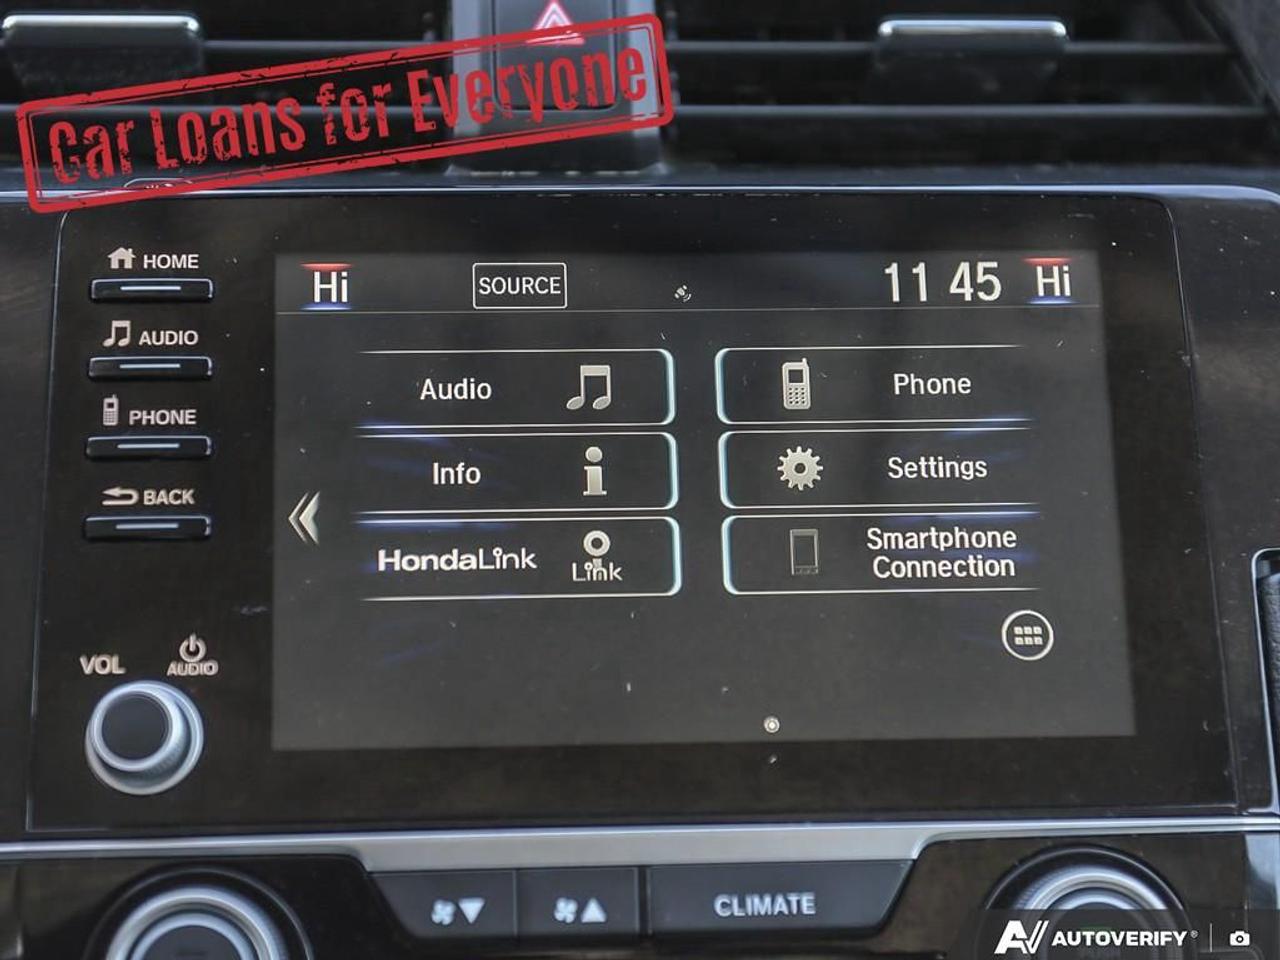 Car Loans for Everyone
HOME
AUDIO
PHONE
BACK
VOL
AUDIO
Hi
SOURCE
11 45
Hi
Audio
Phone
Info
Settings
HondaLink
Link
Smartphone
Connection
CLIMATE
AUTOVERIFY